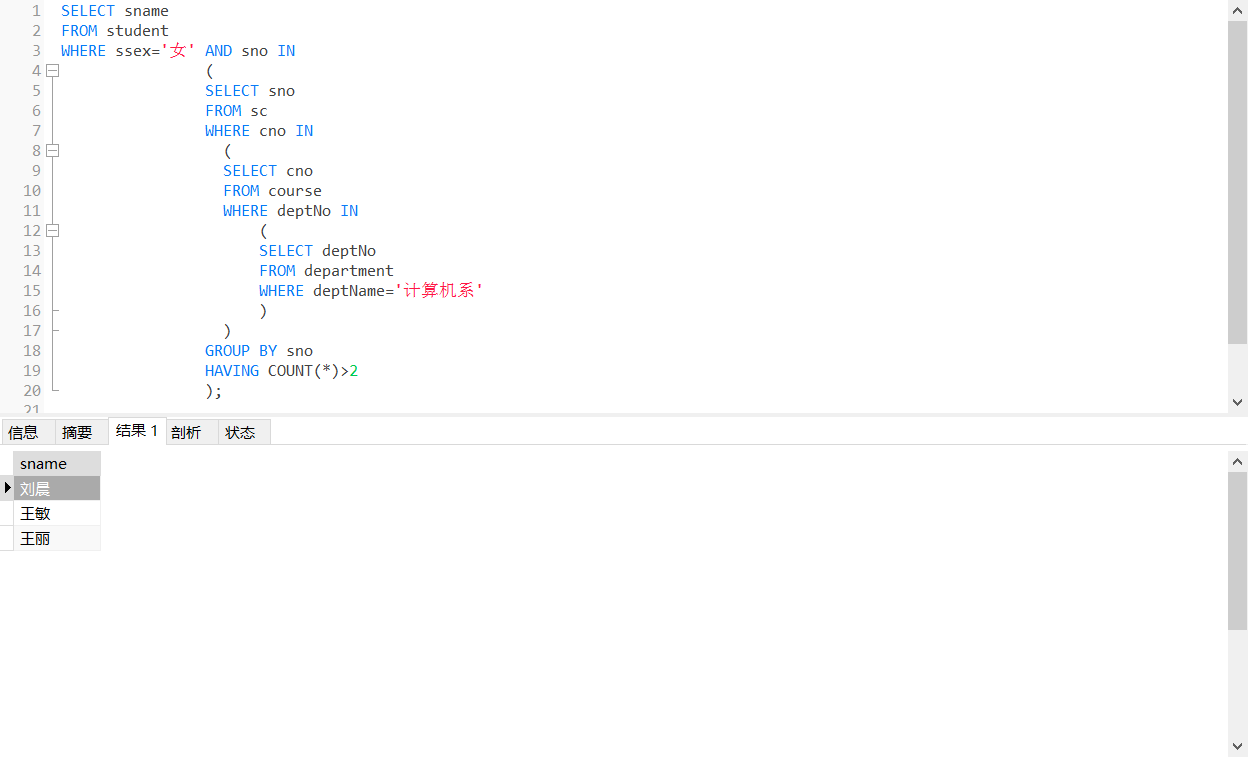 1 SELECT sname
2 FROM student
3 WHERE ssex='女' AND sno IN
4 (
5 SELECT sno
6 FROM sc
7 WHERE cno IN
8 (
9 SELECT cno
10 FROM course
11 WHERE deptNo IN
12 (
13 SELECT deptNo
14 FROM department
15 WHERE deptName='计算机系'
16 )
17 )
18 GROUP BY sno
19 HAVING COUNT(*)>2
20 );
21
信息 摘要 结果 1 剖析 状态
sname
刘晨
王敏
王丽